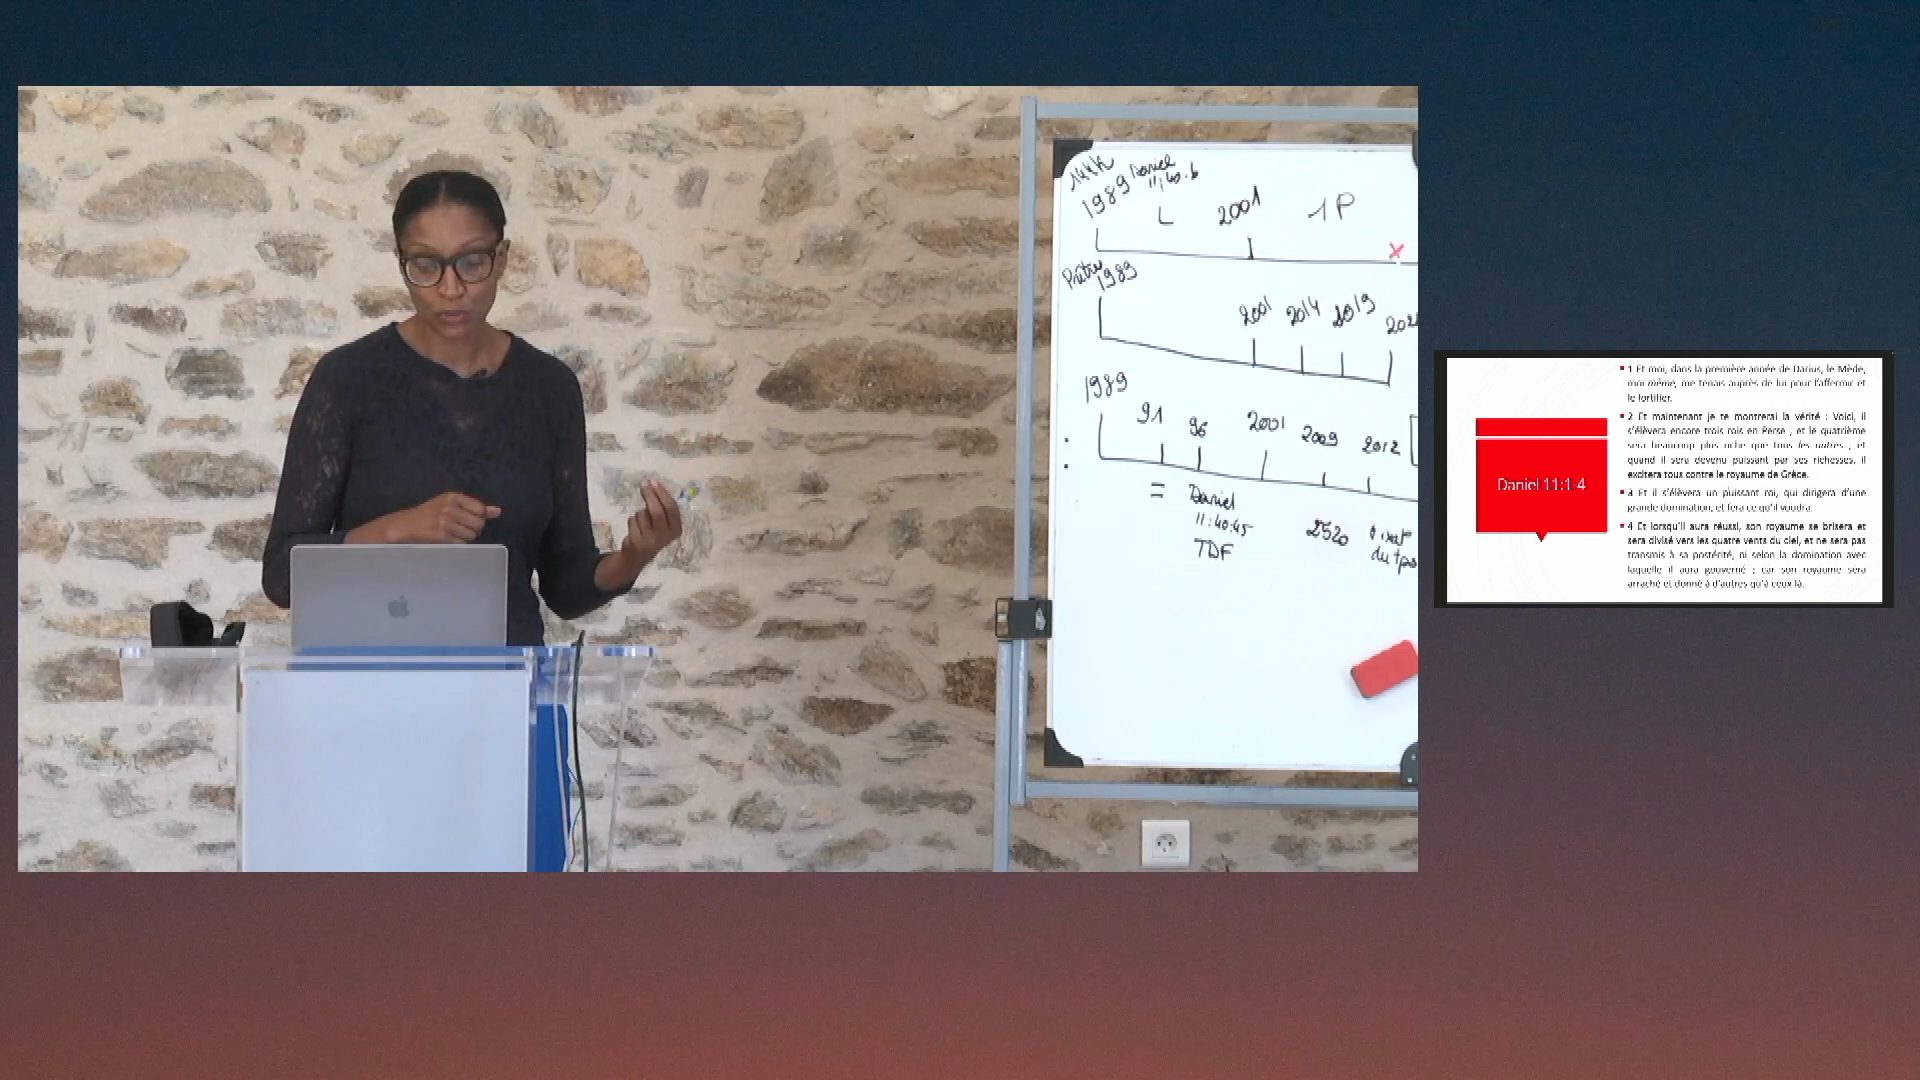 144K
1989 Daniel
11:40.b
L
2001
1P
x
Prêtres 1989
2001 2014 2019
1989
91
96
2001
2009
2012
= Daniel
11:40.45
TDF
2520
Daniel 11:1-4
1 Et moi, dans la première année de Darius, le Mède,
moi même, me tenais auprès de lui pour l'affermir et
le fortifier.
2 Et maintenant je te montrerai la vérité : Voici, il
s'élèvera encore trois rois en Perse ; et le quatrième
sera beaucoup plus riche que tous les autres ; et
quand il sera devenu puissant par ses richesses, il
excitera tous contre le royaume de Grèce.
3 Et il s'élèvera un puissant roi, qui dirigera d'une
grande domination, et fera ce qu'il voudra.
4 Et lorsqu'il aura réussi, son royaume se brisera et
sera divisé vers les quatre vents du ciel, et ne sera pas
transmis à sa postérité, ni selon la domination avec
laquelle il aura gouverné ; car son royaume sera
arraché et donné à d'autres qu'à ceux là.